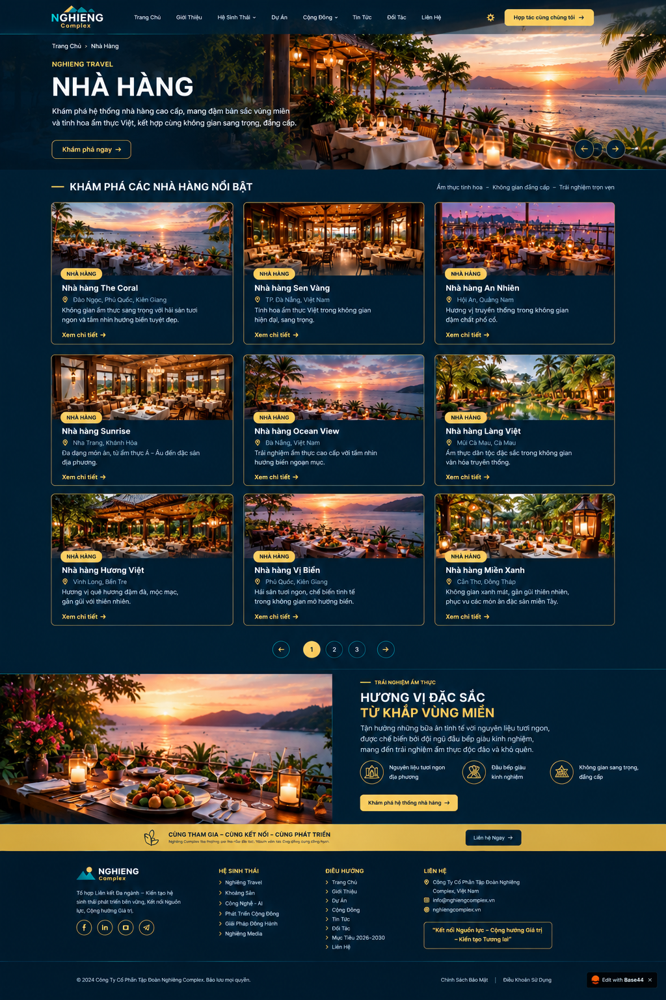 NGHIENG
Complex
Trang Chủ
Giới Thiệu
Hệ Sinh Thái
Dự Án
Cộng Đồng
Tin Tức
Đối Tác
Liên Hệ
Hợp tác cùng chúng tôi →
Trang Chủ › Nhà Hàng
NGHIENG TRAVEL
NHÀ HÀNG
Khám phá hệ thống nhà hàng cao cấp, mang đậm bản sắc vùng miền
và tinh hoa ẩm thực Việt, kết hợp cùng không gian sang trọng, đẳng cấp.
Khám phá ngay →
KHÁM PHÁ CÁC NHÀ HÀNG NỔI BẬT
Ẩm thực tinh hoa – Không gian đẳng cấp – Trải nghiệm trọn vẹn
NHÀ HÀNG
Nhà hàng The Coral
Đảo Ngọc, Phú Quốc, Kiên Giang
Không gian ẩm thực sang trọng với hải sản tươi
ngon và tầm nhìn hướng biển tuyệt đẹp.
Xem chi tiết →
NHÀ HÀNG
Nhà hàng Sen Vàng
TP. Đà Nẵng, Việt Nam
Tinh hoa ẩm thực Việt trong không gian
hiện đại, sang trọng.
Xem chi tiết →
NHÀ HÀNG
Nhà hàng An Nhiên
Hội An, Quảng Nam
Hương vị truyền thống trong không gian
đậm chất phố cổ.
Xem chi tiết →
NHÀ HÀNG
Nhà hàng Sunrise
Nha Trang, Khánh Hòa
Đa dạng món ăn, từ ẩm thực Á – Âu đến đặc sản
địa phương.
Xem chi tiết →
NHÀ HÀNG
Nhà hàng Ocean View
Đà Nẵng, Việt Nam
Trải nghiệm ẩm thực cao cấp với tầm nhìn
hướng biển ngoạn mục.
Xem chi tiết →
NHÀ HÀNG
Nhà hàng Làng Việt
Mũi Cà Mau, Cà Mau
Ẩm thực dân tộc đặc sắc trong không gian
văn hóa truyền thống.
Xem chi tiết →
NHÀ HÀNG
Nhà hàng Hương Việt
Vĩnh Long, Bến Tre
Hương vị quê hương đậm đà, mộc mạc,
gần gũi với thiên nhiên.
Xem chi tiết →
NHÀ HÀNG
Nhà hàng Vị Biển
Phú Quốc, Kiên Giang
Hải sản tươi ngon, chế biến tinh tế
trong không gian mở hướng biển.
Xem chi tiết →
NHÀ HÀNG
Nhà hàng Miền Xanh
Cần Thơ, Đồng Tháp
Không gian xanh mát, gần gũi thiên nhiên,
phục vụ các món ăn đặc sản miền Tây.
Xem chi tiết →
← 1 2 3 →
TRẢI NGHIỆM ẨM THỰC
HƯƠNG VỊ ĐẶC SẮC
TỪ KHẮP VÙNG MIỀN
Tận hưởng những bữa ăn tinh tế với nguyên liệu tươi ngon,
được chế biến bởi đội ngũ đầu bếp giàu kinh nghiệm,
mang đến trải nghiệm ẩm thực độc đáo và khó quên.
Nguyên liệu tươi ngon
địa phương
Đầu bếp giàu
kinh nghiệm
Không gian sang trọng,
đẳng cấp
Khám phá hệ thống nhà hàng →
CÙNG THAM GIA – CÙNG KẾT NỐI – CÙNG PHÁT TRIỂN
Nghiêng Complex
Liên hệ Ngay →
NGHIENG
Complex
Tổ hợp Liên kết Đa ngành – Kiến tạo hệ
sinh thái phát triển bền vững, Kết nối Nguồn
lực, Cộng hưởng Giá trị.
HỆ SINH THÁI
Nghiêng Travel
Khoáng Sản
Công Nghệ - AI
Phát Triển Cộng Đồng
Giải Pháp Đồng Hành
Nghiêng Media
ĐIỀU HƯỚNG
Trang Chủ
Giới Thiệu
Dự Án
Cộng Đồng
Tin Tức
Đối Tác
Mục Tiêu 2026-2030
Liên Hệ
LIÊN HỆ
Công Ty Cổ Phần Tập Đoàn Nghiêng
Complex, Việt Nam
info@nghiengcomplex.vn
nghiengcomplex.vn
"Kết nối Nguồn lực – Cộng hưởng Giá trị
– Kiến tạo Tương lai"
© 2024 Công Ty Cổ Phần Tập Đoàn Nghiêng Complex. Bảo lưu mọi quyền.
Chính Sách Bảo Mật | Điều Khoản Sử Dụng
Edit with Base44 ×